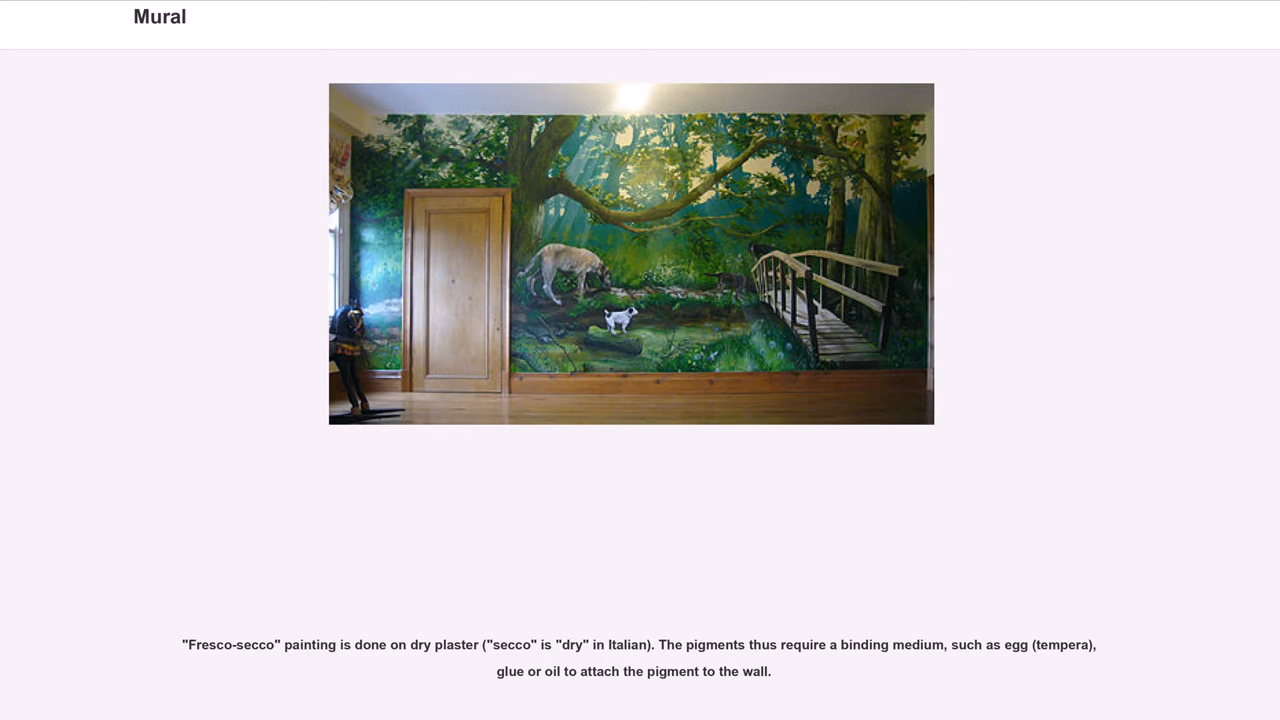 Mural
"Fresco-secco" painting is done on dry plaster ("secco" is "dry" in Italian). The pigments thus require a binding medium, such as egg (tempera),
glue or oil to attach the pigment to the wall.